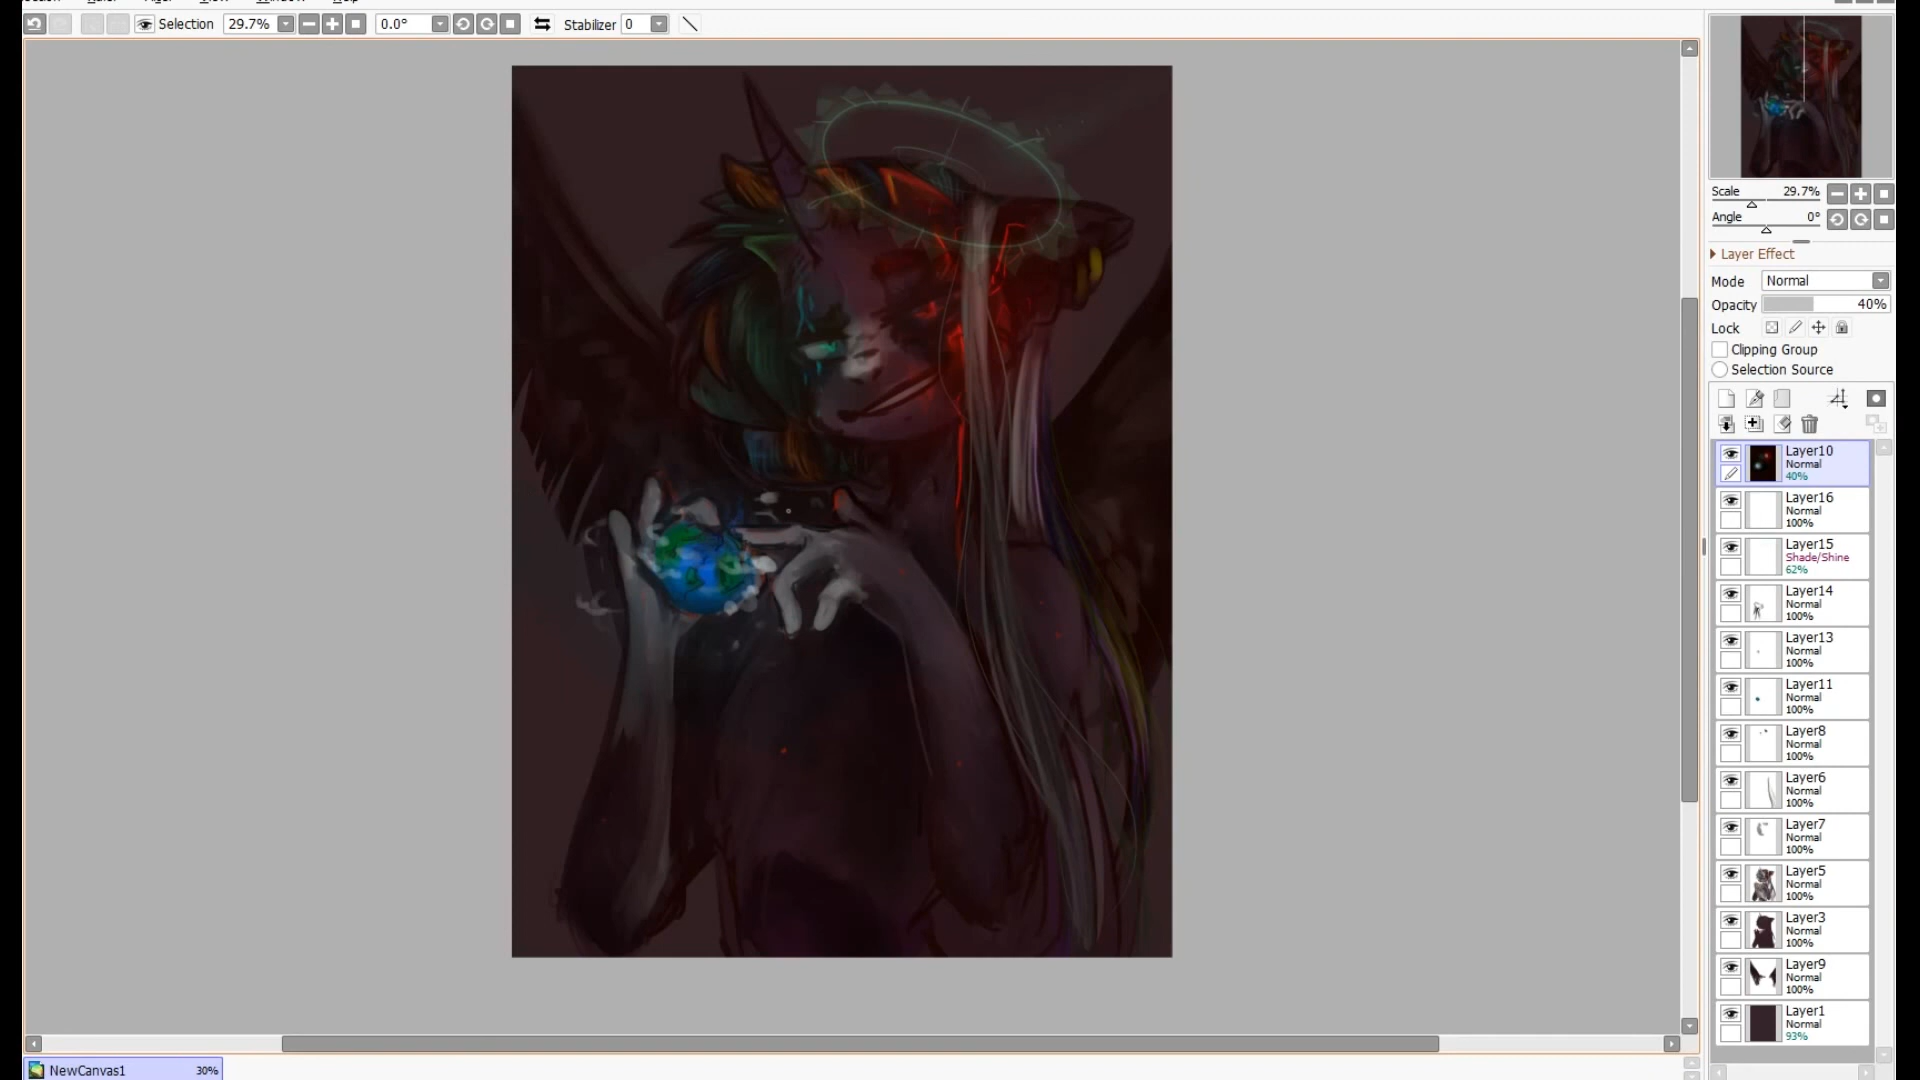 Selection 29.7% 0.0° Stabilizer 0
Scale 29.7%
Angle 0°
Layer Effect
Mode Normal
Opacity 40%
Lock
Clipping Group
Selection Source
Layer10
Normal
40%
Layer16
Normal
100%
Layer15
Shade/Shine
62%
Layer14
Normal
100%
Layer13
Normal
100%
Layer11
Normal
100%
Layer8
Normal
100%
Layer6
Normal
100%
Layer7
Normal
100%
Layer5
Normal
100%
Layer3
Normal
100%
Layer9
Normal
100%
Layer1
Normal
93%
NewCanvas1 30%